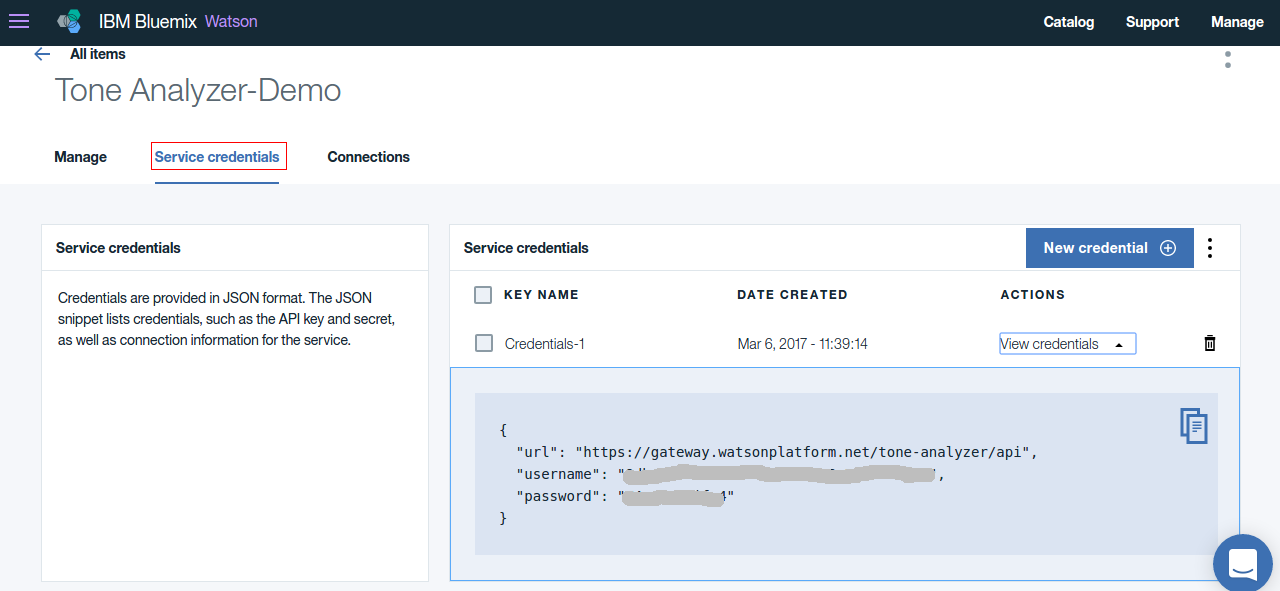 IBM Bluemix Watson Catalog Support Manage
All items
Tone Analyzer-Demo
Manage Service credentials Connections
Service credentials
Credentials are provided in JSON format. The JSON
snippet lists credentials, such as the API key and secret,
as well as connection information for the service.
Service credentials New credential
KEY NAME DATE CREATED ACTIONS
Credentials-1 Mar 6, 2017 - 11:39:14 View credentials
{
"url": "https://gateway.watsonplatform.net/tone-analyzer/api",
"username": "
"password": "
}